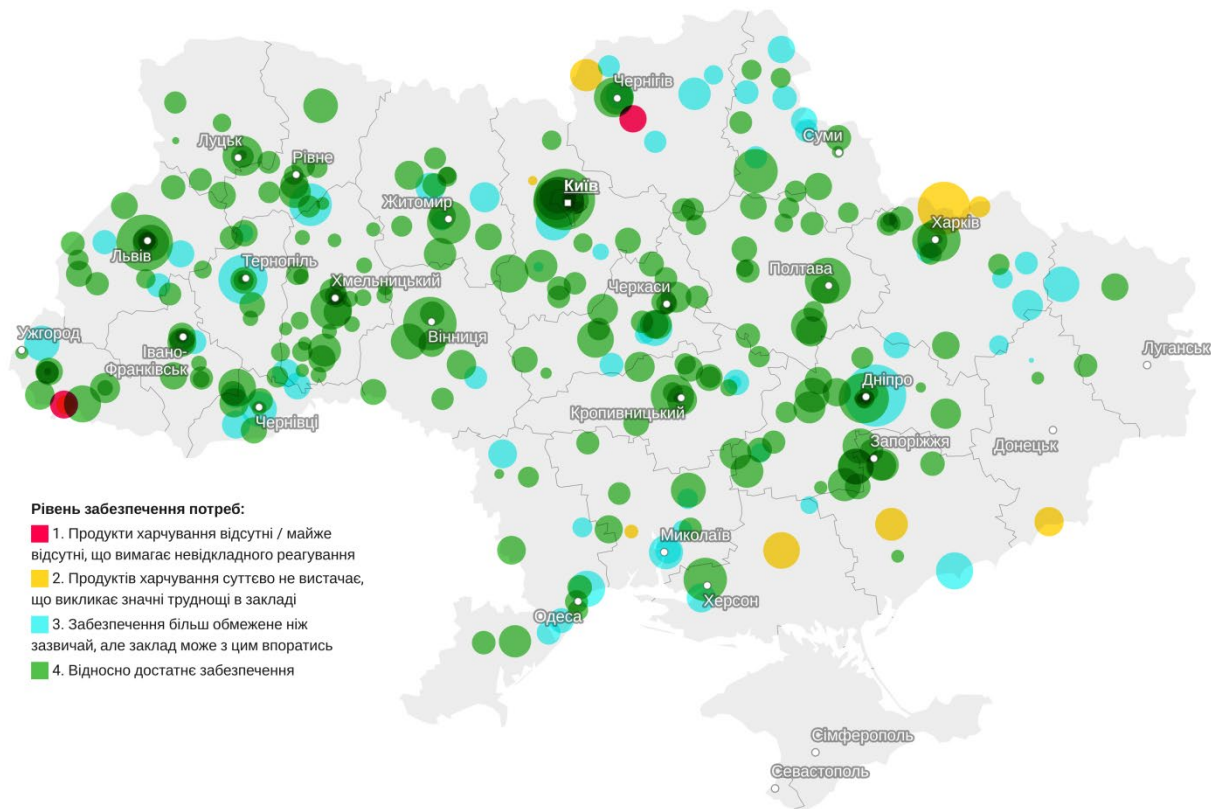 Чернігів
Суми
Луцьк
Рівне
Київ
Житомир
Харків
Львів
Тернопіль
Хмельницький
Черкаси
Полтава
Ужгород
Івано-
Франківськ
Вінниця
Луганськ
Чернівці
Кропивницький
Дніпро
Донецьк
Запоріжжя
Миколаїв
Херсон
Одеса
Сімферополь
Севастополь
Рівень забезпечення потреб:
1. Продукти харчування відсутні / майже
відсутні, що вимагає невідкладного реагування
2. Продуктів харчування суттєво не вистачає,
що викликає значні труднощі в закладі
3. Забезпечення більш обмежене ніж
зазвичай, але заклад може з цим впоратись
4. Відносно достатнє забезпечення